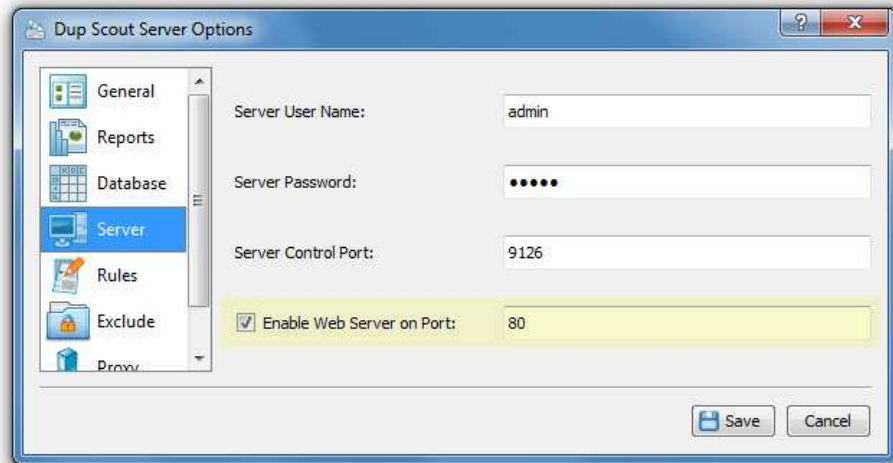 Dup Scout Server Options
General
Reports
Database
Server
Rules
Exclude
Proxy
Server User Name: admin
Server Password: •••••
Server Control Port: 9126
Enable Web Server on Port: 80
Save Cancel